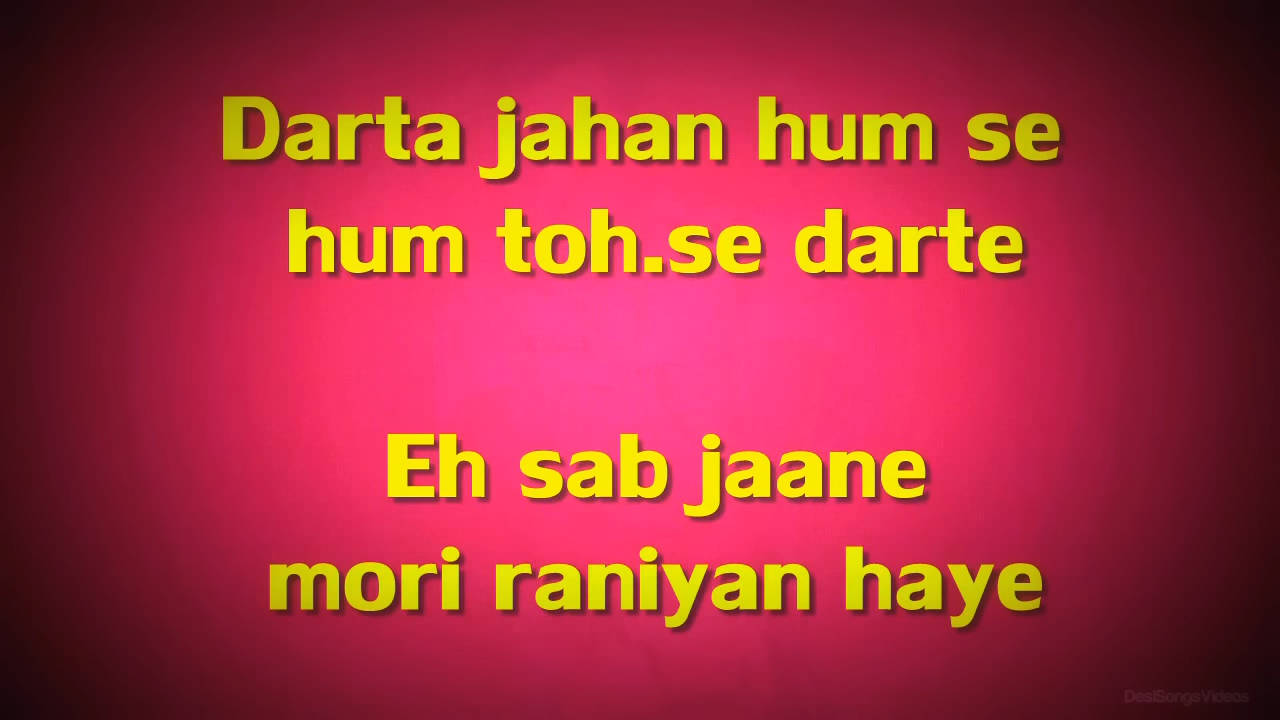 Darta jahan hum se
hum toh.se darte
Eh sab jaane
mori raniyan haye
DesiSongsVideos